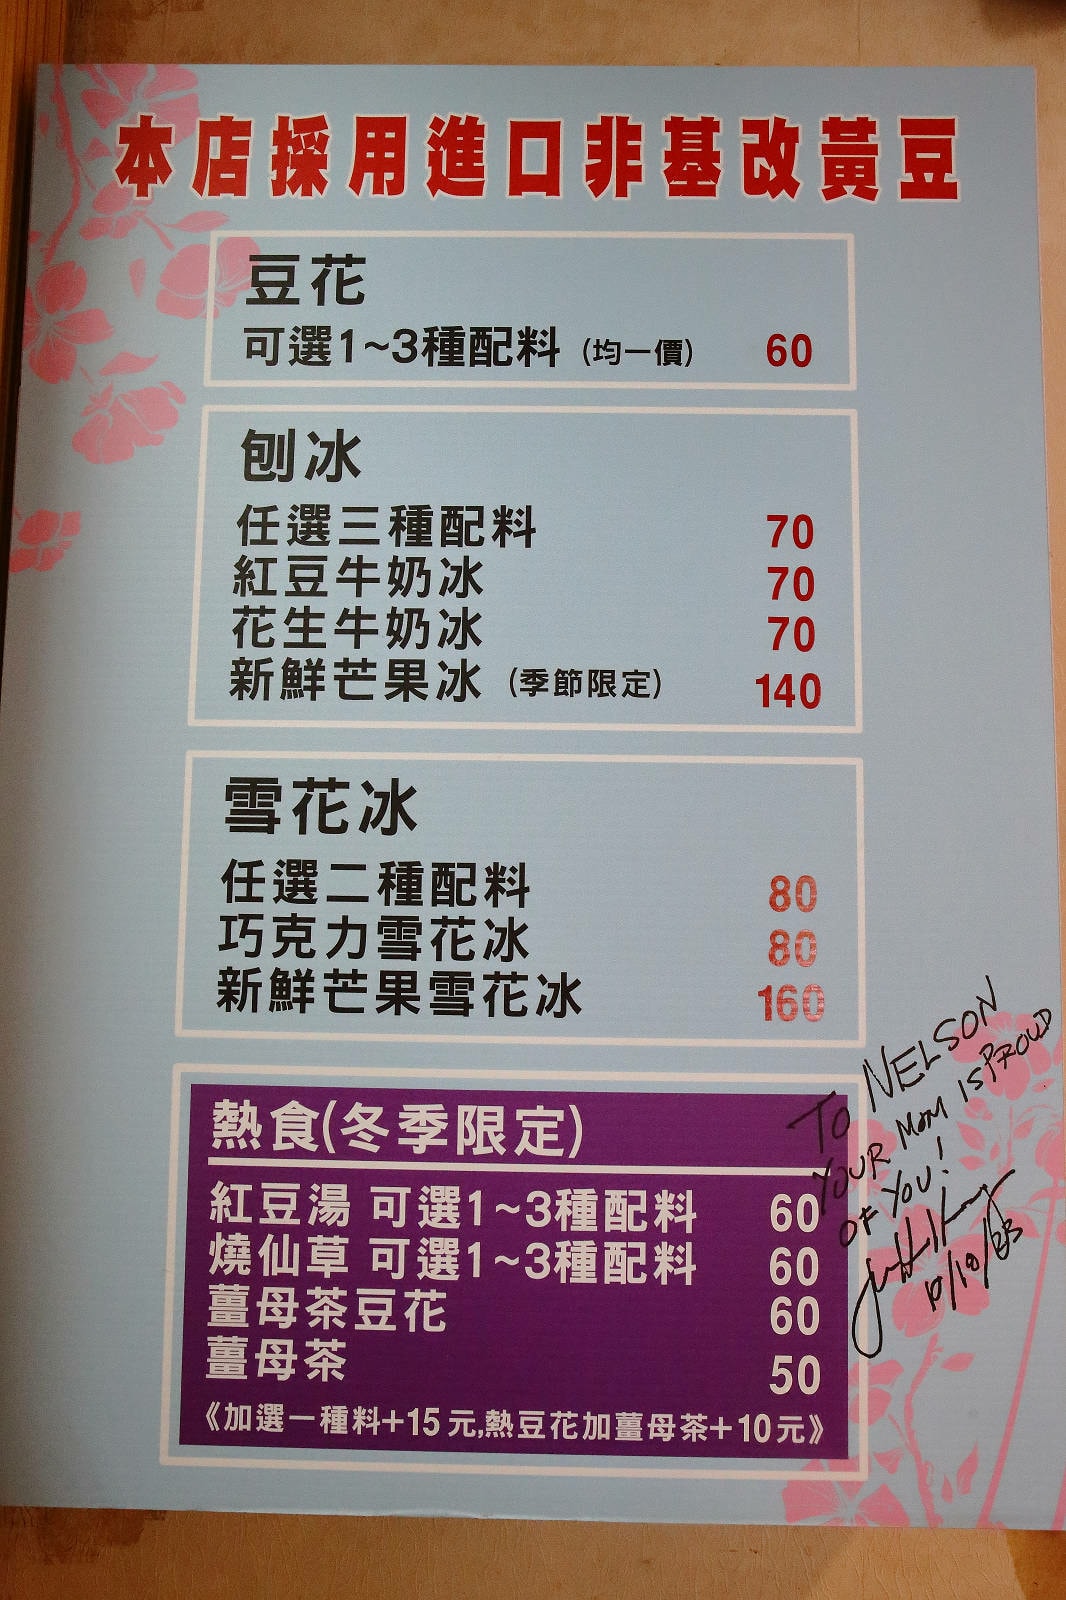 本店採用進口非基改黃豆
豆花
可選1~3種配料 (均一價) 60
刨冰
任選三種配料 70
紅豆牛奶冰 70
花生牛奶冰 70
新鮮芒果冰 (季節限定) 140
雪花冰
任選二種配料 80
巧克力雪花冰 80
新鮮芒果雪花冰 160
熱食(冬季限定)
紅豆湯 可選1~3種配料 60
燒仙草 可選1~3種配料 60
薑母茶豆花 60
薑母茶 50
《加選一種料+15元,熱豆花加薑母茶+10元》
TO NELSON
YOUR MOM IS PROUD
OF YOU!